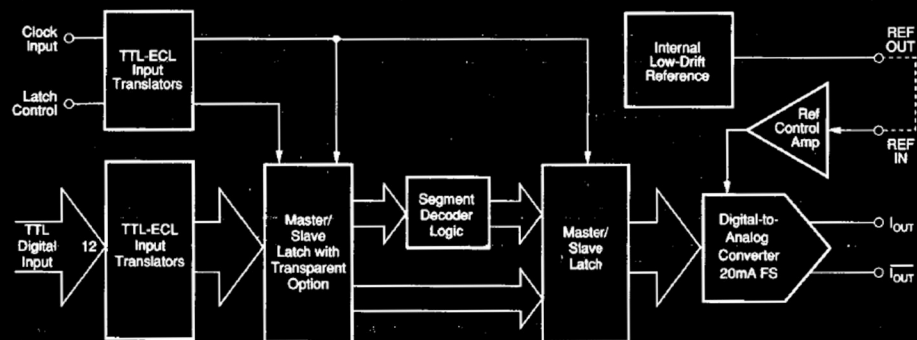 Clock
Input
Latch
Control
TTL-ECL
Input
Translators
Internal
Low-Drift
Reference
REF
OUT
Ref
Control
Amp
REF
IN
TTL
Digital
Input
12
TTL-ECL
Input
Translators
Master/
Slave
Latch with
Transparent
Option
Segment
Decoder
Logic
Master/
Slave
Latch
Digital-to-
Analog
Converter
20mA FS
IOUT
IOUT